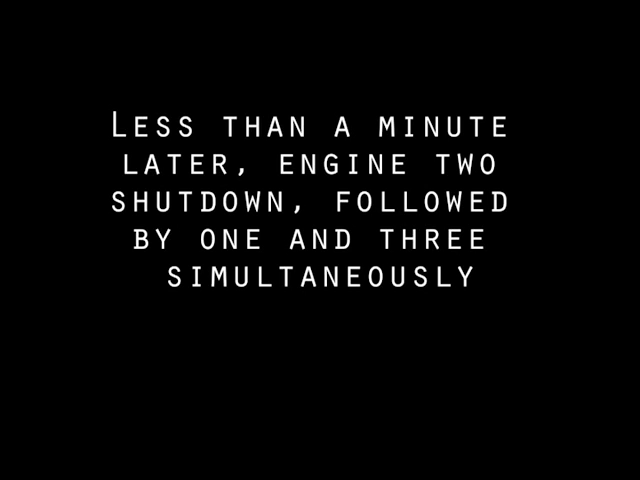 Less than a minute
later, engine two
shutdown, followed
by one and three
simultaneously